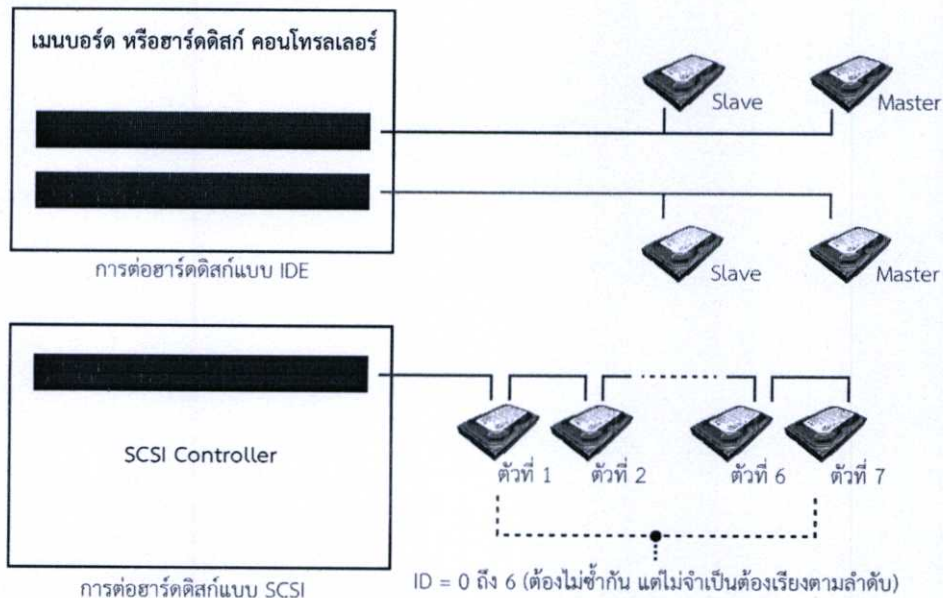 เมนบอร์ด หรือฮาร์ดดิสก์ คอนโทรลเลอร์
Slave
Master
Slave
Master
การต่อฮาร์ดดิสก์แบบ IDE
SCSI Controller
ตัวที่ 1
ตัวที่ 2
ตัวที่ 6
ตัวที่ 7
ID = 0 ถึง 6 (ต้องไม่ซ้ำกัน แต่ไม่จำเป็นต้องเรียงตามลำดับ)
การต่อฮาร์ดดิสก์แบบ SCSI